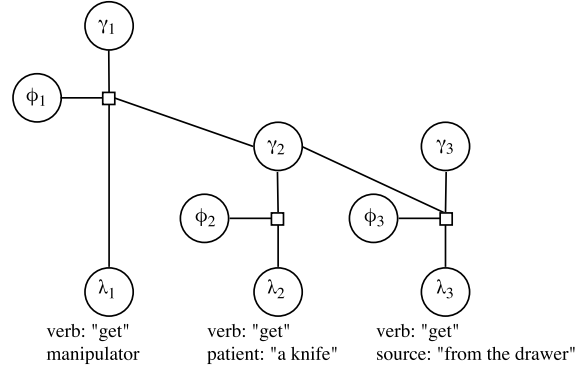 γ1
ϕ1
γ2
γ3
ϕ2
ϕ3
λ1
λ2
λ3
verb: "get"
manipulator
verb: "get"
patient: "a knife"
verb: "get"
source: "from the drawer"